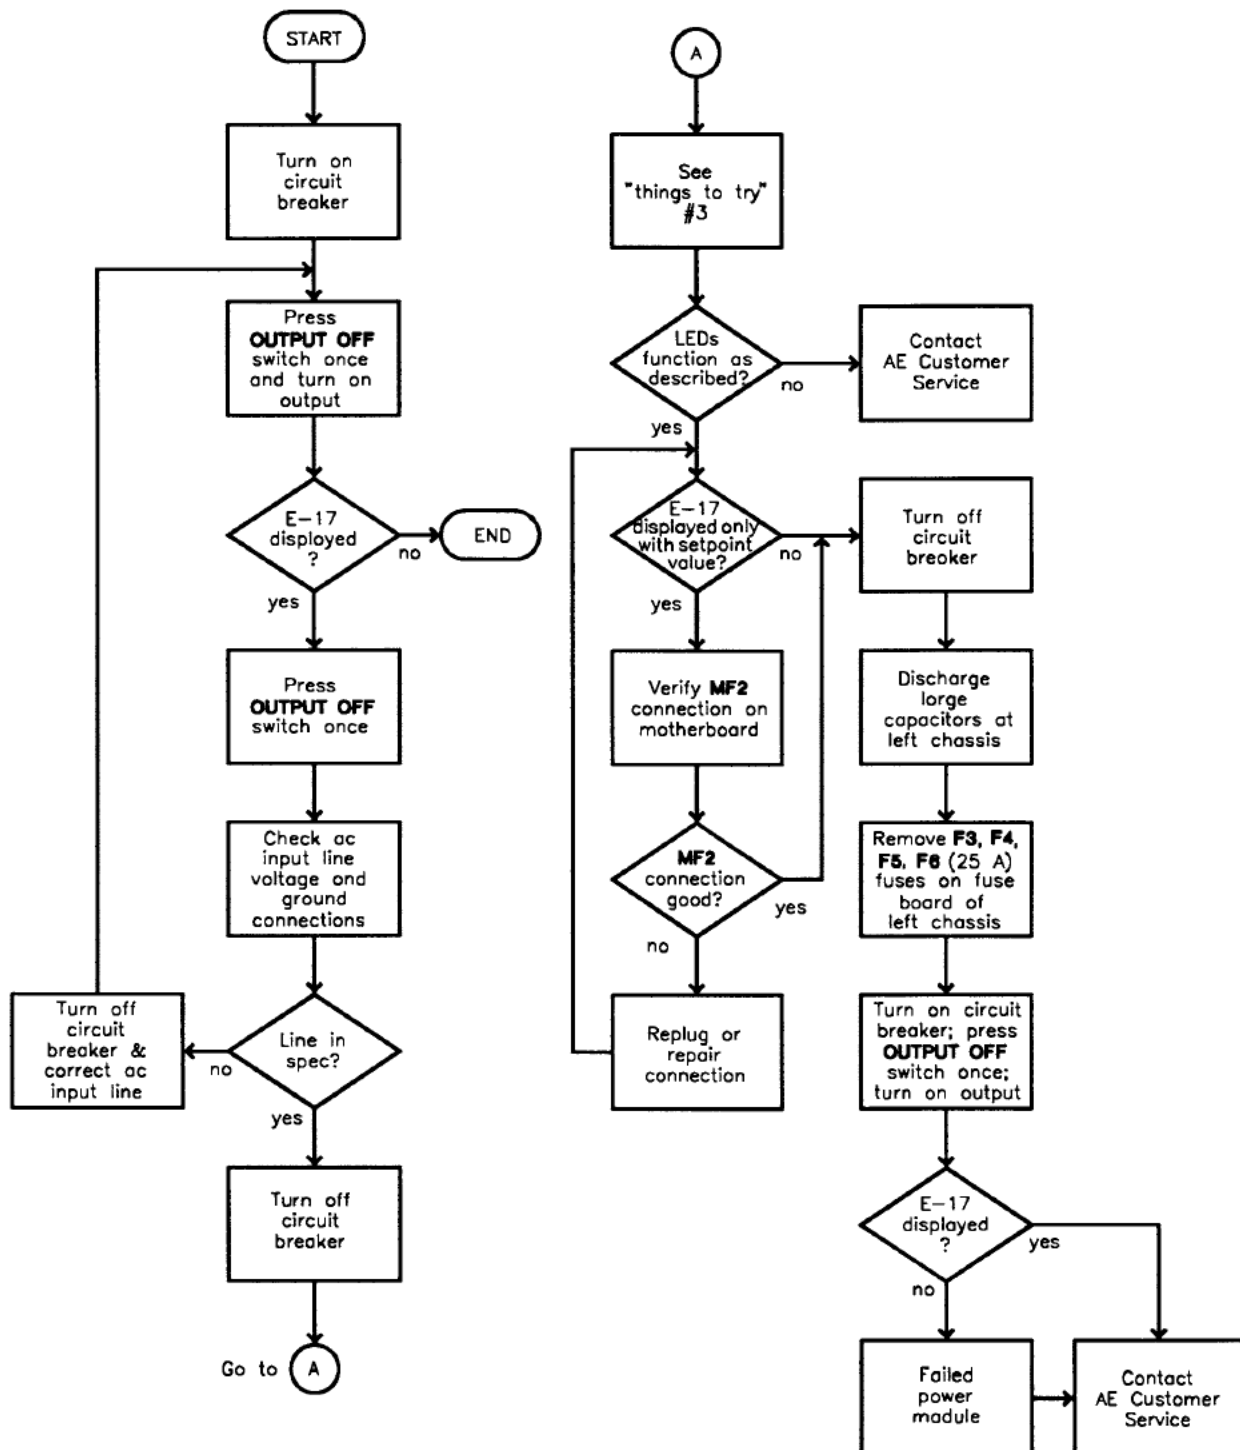 START
Turn on
circuit
breaker
Press
OUTPUT OFF
switch once
and turn on
output
E-17
displayed
?
no
END
yes
Press
OUTPUT OFF
switch once
Check ac
input line
voltage and
ground
connections
Line in
spec?
no
Turn off
circuit
breaker &
correct ac
input line
yes
Turn off
circuit
breaker
Go to A
A
See
"things to try"
#3
LEDs
function as
described?
no
Contact
AE Customer
Service
yes
E-17
displayed only
with setpoint
value?
no
yes
Verify MF2
connection on
motherboard
MF2
connection
good?
yes
no
Replug or
repair
connection
Turn off
circuit
breaker
Discharge
large
capacitors at
left chassis
Remove F3, F4,
F5, F6 (25 A)
fuses on fuse
board of
left chassis
Turn on circuit
breaker; press
OUTPUT OFF
switch once;
turn on output
E-17
displayed
?
yes
no
Failed
power
module
Contact
AE Customer
Service